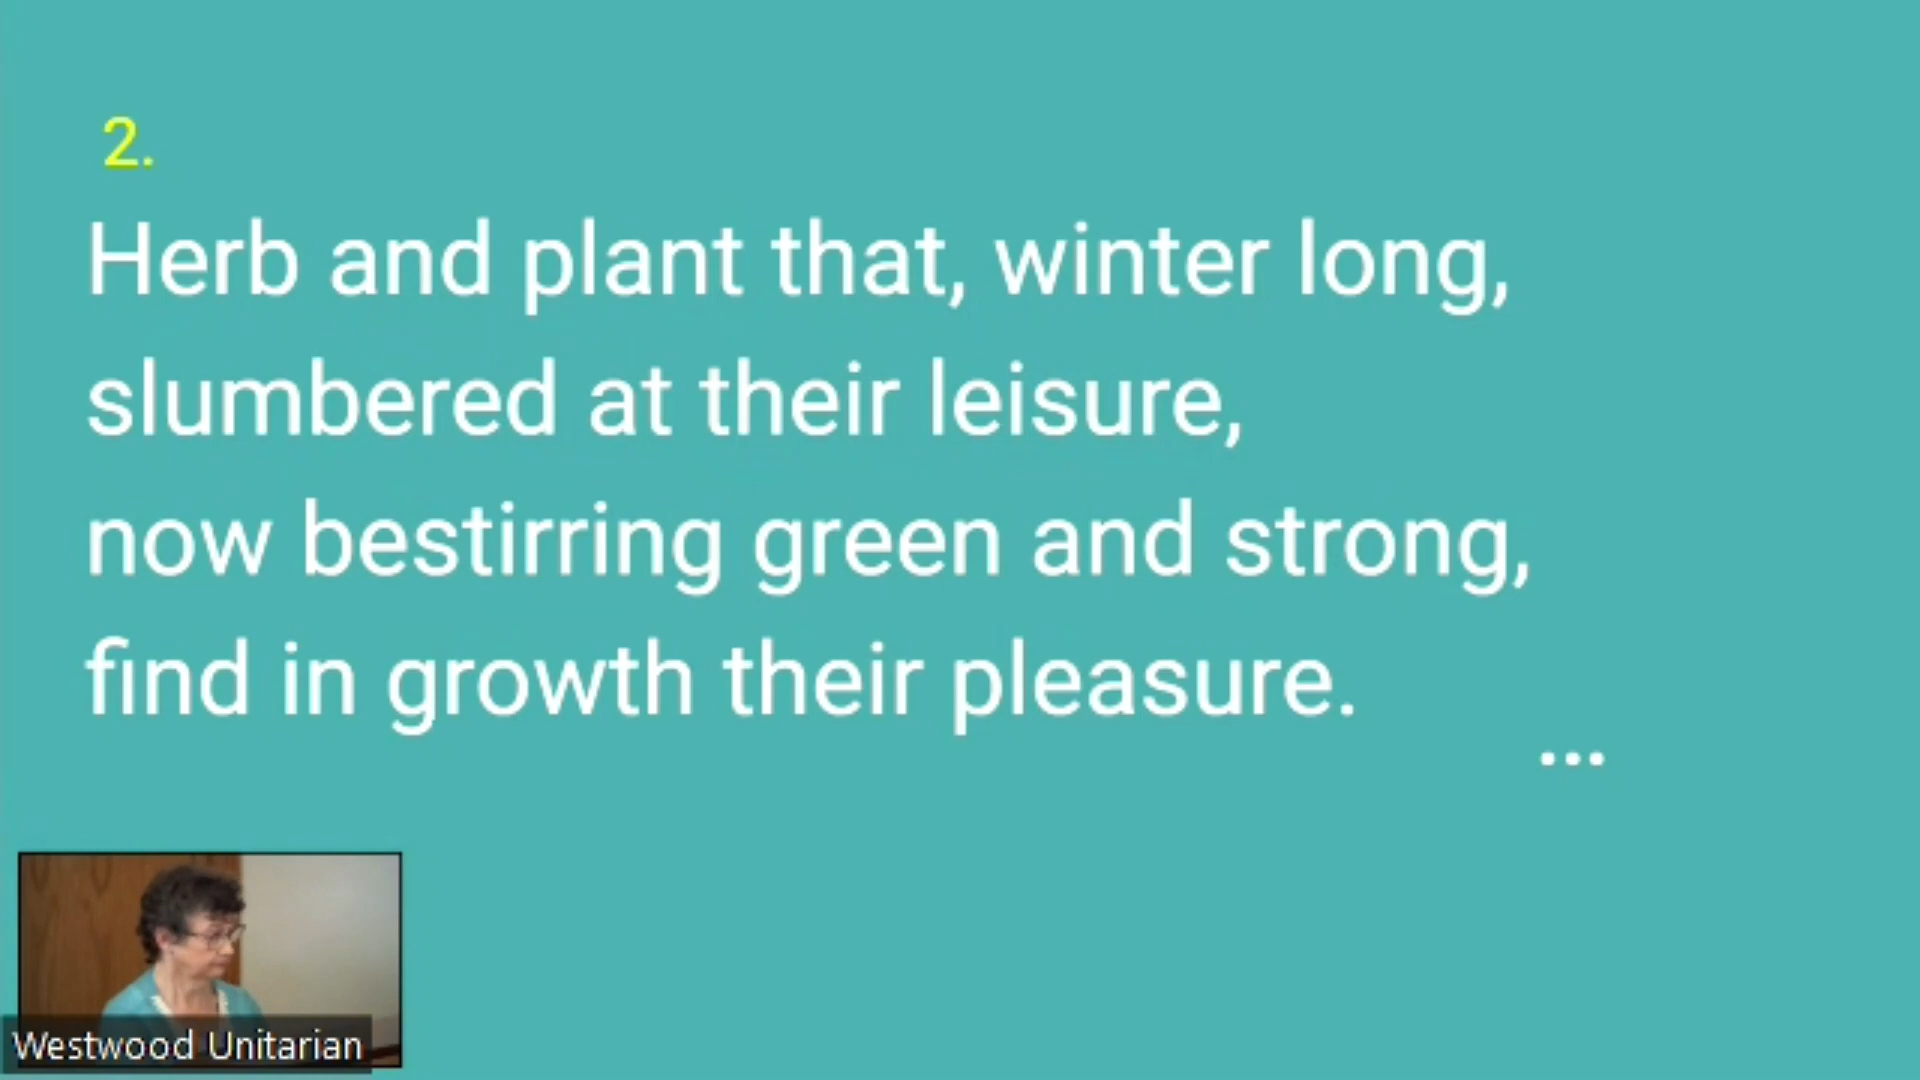 2.
Herb and plant that, winter long,
slumbered at their leisure,
now bestirring green and strong,
find in growth their pleasure.
...
Westwood Unitarian